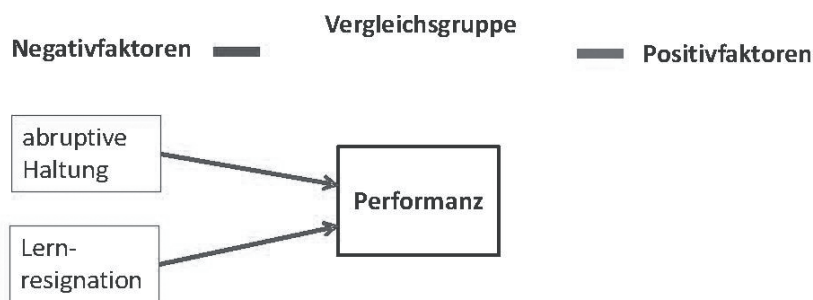 Vergleichsgruppe
Negativfaktoren
Positivfaktoren
abruptive
Haltung
Performanz
Lern-
resignation